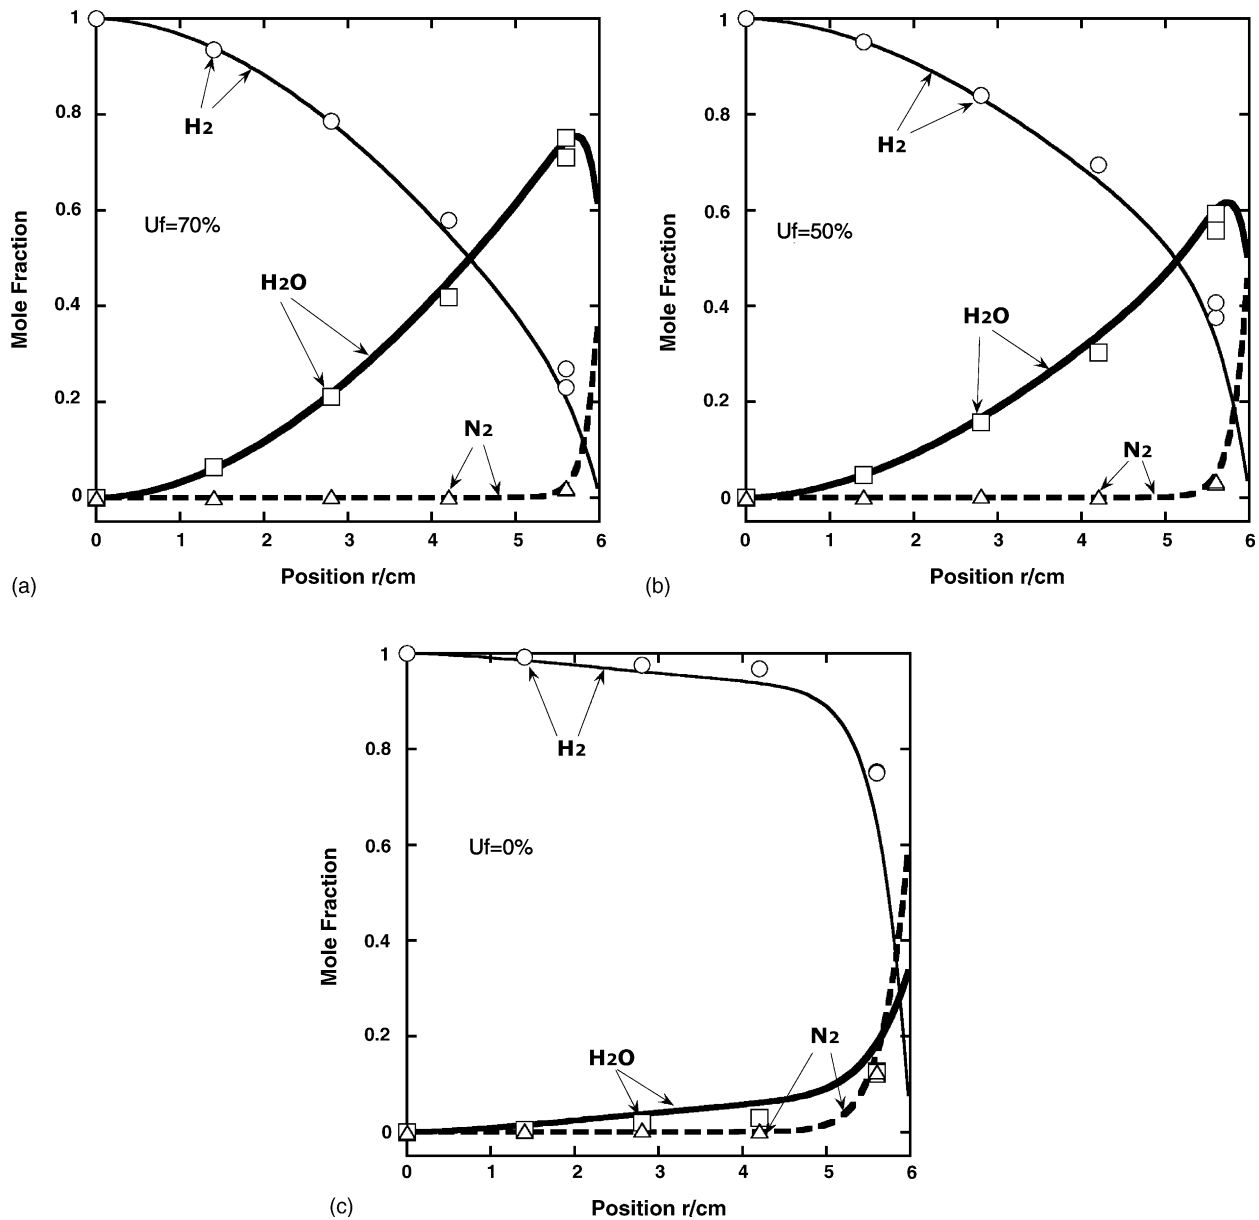 1
0.8
0.6
0.4
0.2
0
Mole Fraction
H2
Uf=70%
H2O
N2
0 1 2 3 4 5 6
Position r/cm
(a)
1
0.8
0.6
0.4
0.2
0
Mole Fraction
H2
Uf=50%
H2O
N2
0 1 2 3 4 5 6
Position r/cm
(b)
1
0.8
0.6
0.4
0.2
0
Mole Fraction
H2
Uf=0%
N2
H2O
0 1 2 3 4 5 6
Position r/cm
(c)